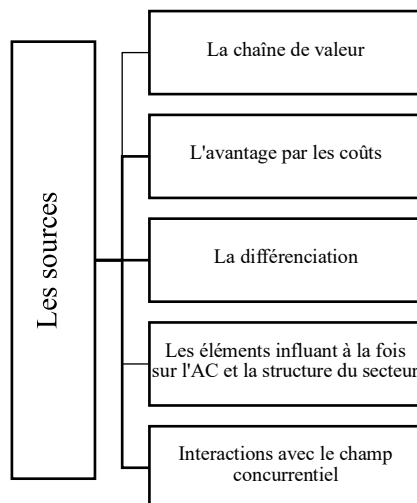 Les sources
La chaîne de valeur
L'avantage par les coûts
La différenciation
Les éléments influant à la fois
sur l'AC et la structure du secteur
Interactions avec le champ
concurrentiel